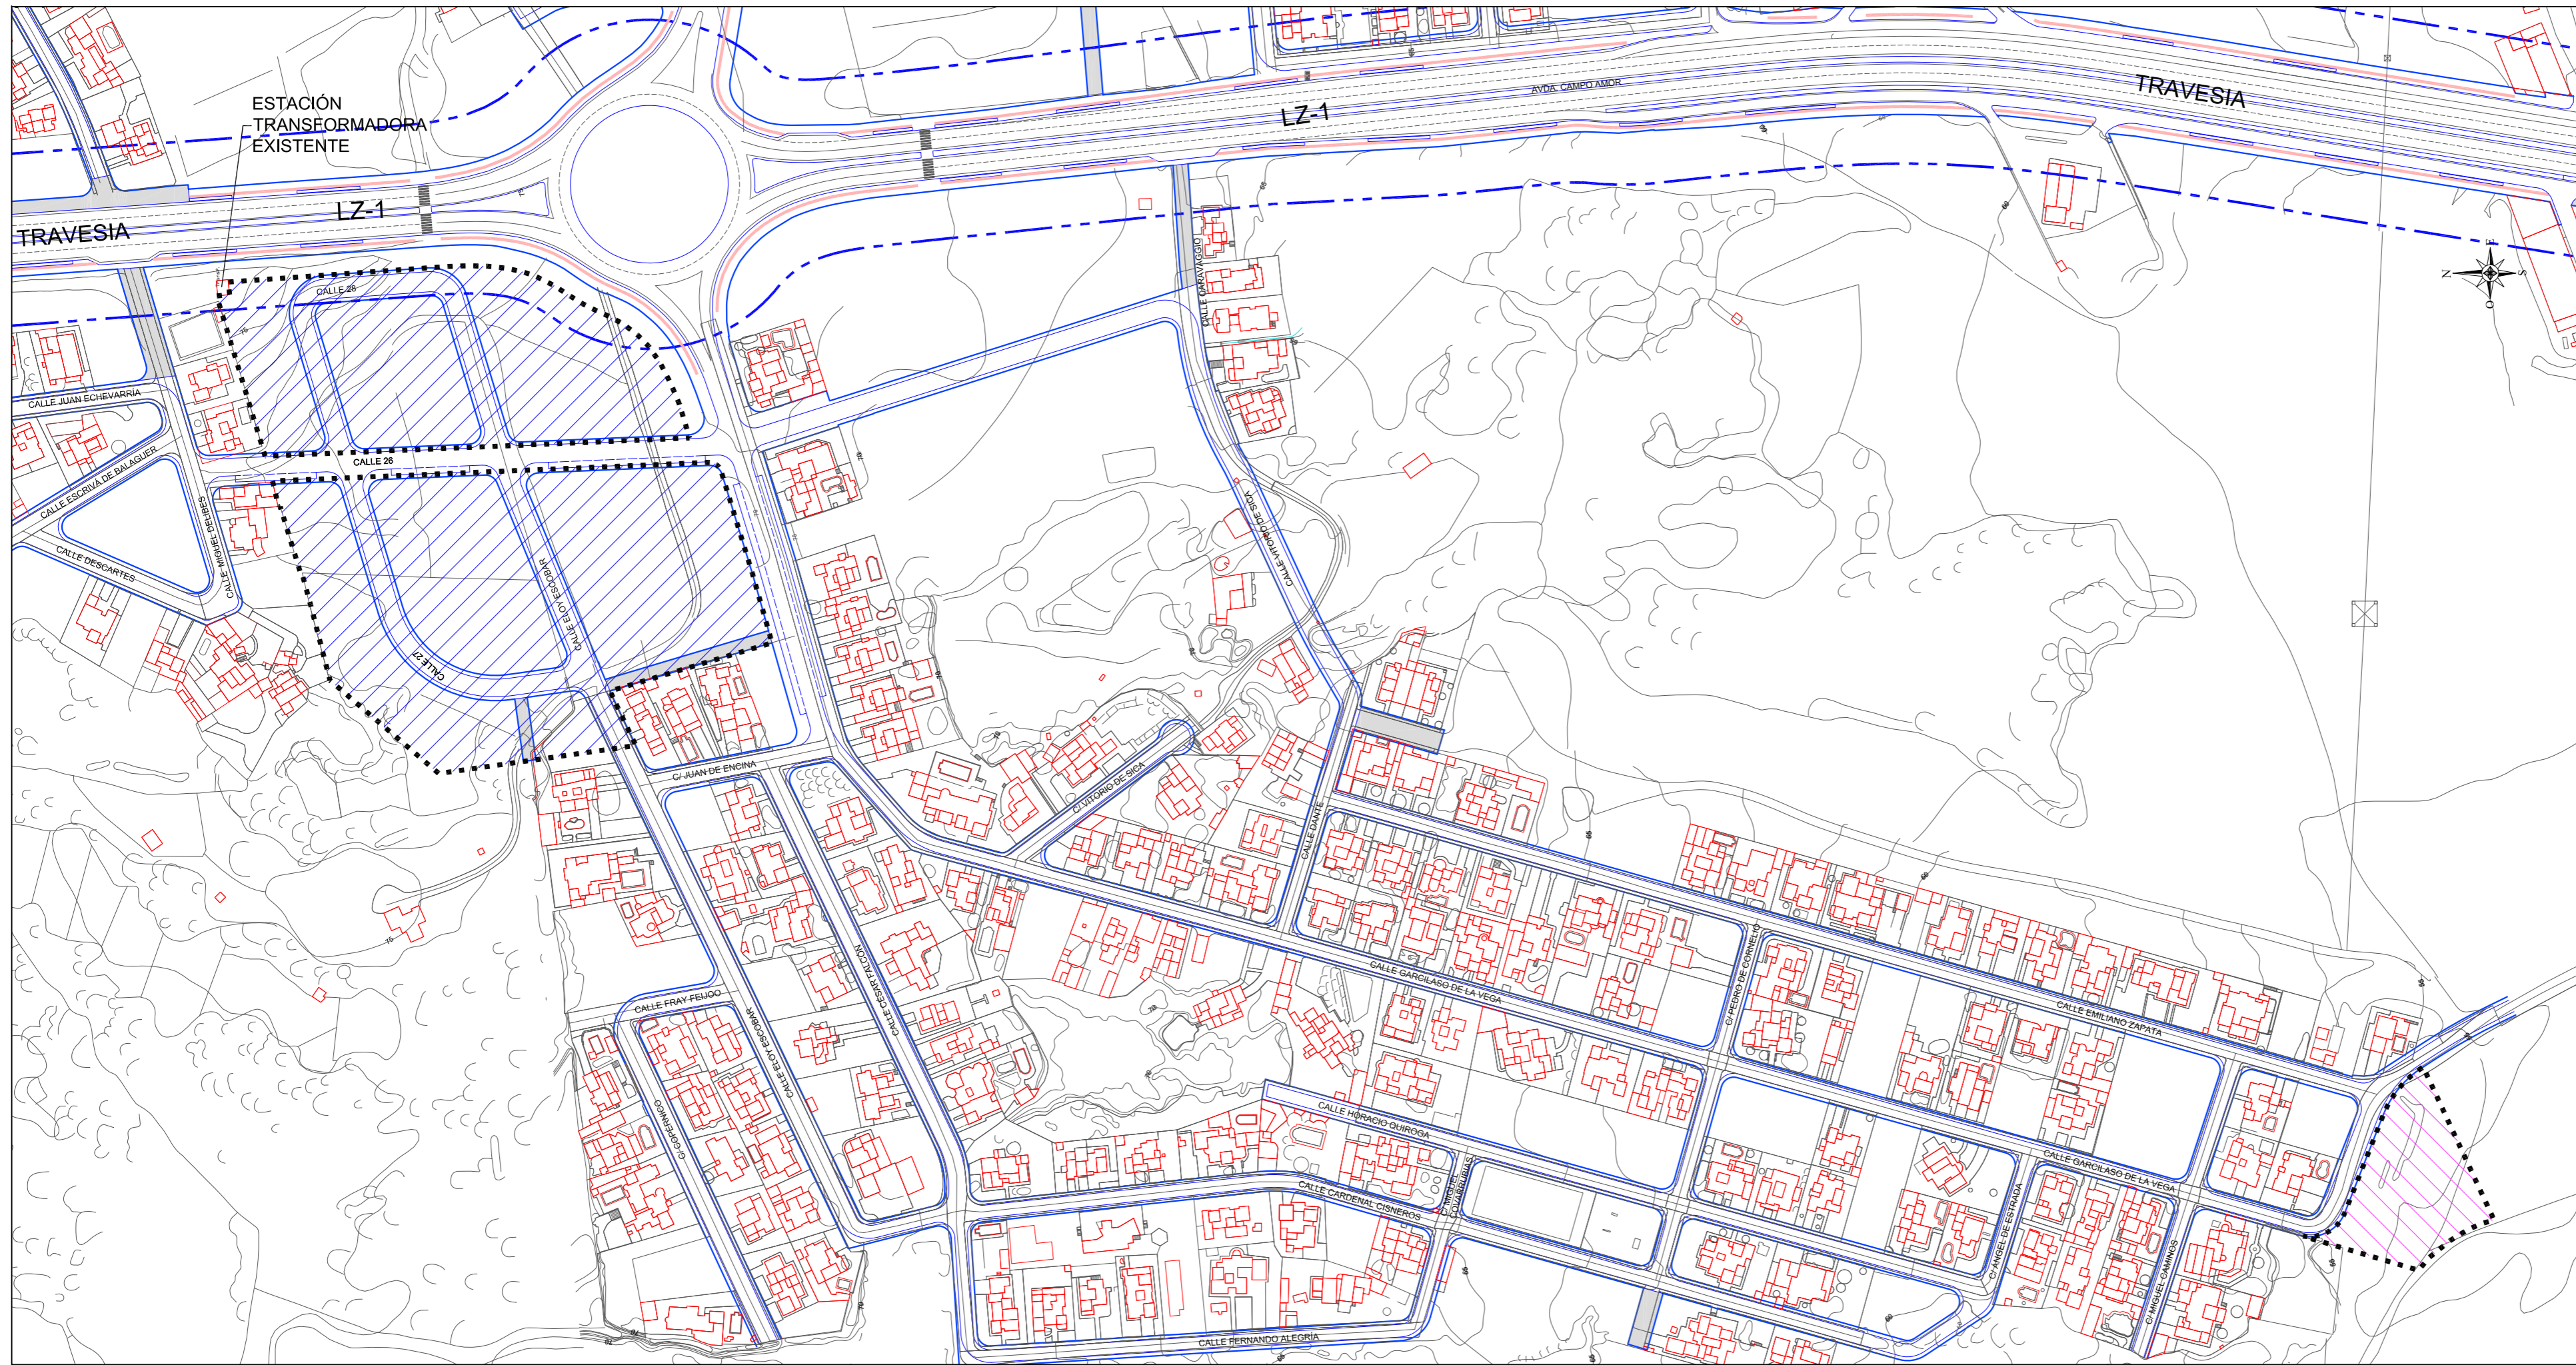 ESTACIÓN
TRANSFORMADORA
EXISTENTE
TRAVESIA
LZ-1
LZ-1
AVDA. CAMPO AMOR
TRAVESIA
N
E
S
O
CALLE 28
CALLE JUAN ECHEVARRÍA
CALLE ESCRIVÁ DE BALAGUER
CALLE DESCARTES
CALLE MIGUEL DELIBES
CALLE 26
CALLE ELOY ESCOBAR
CALLE 27
CALLE CARAVAGGIO
CALLE VITORIO DE SICA
C/ JUAN DE ENCINA
C/ VITORIO DE SICA
CALLE DANTE
CALLE FRAY FEIJOO
CALLE CÉSAR FALCÓN
CALLE ELOY ESCOBAR
C/ COPÉRNICO
CALLE GARCILASO DE LA VEGA
C/ PEDRO DE CORNELIO
CALLE EMILIANO ZAPATA
CALLE HORACIO QUIROGA
CALLE CARDENAL CISNEROS
C/ MIGUEL
COVARRUBIAS
CALLE GARCILASO DE LA VEGA
C/ ANGEL DE ESTRADA
C/ MIGUEL CAMINOS
CALLE FERNANDO ALEGRÍA